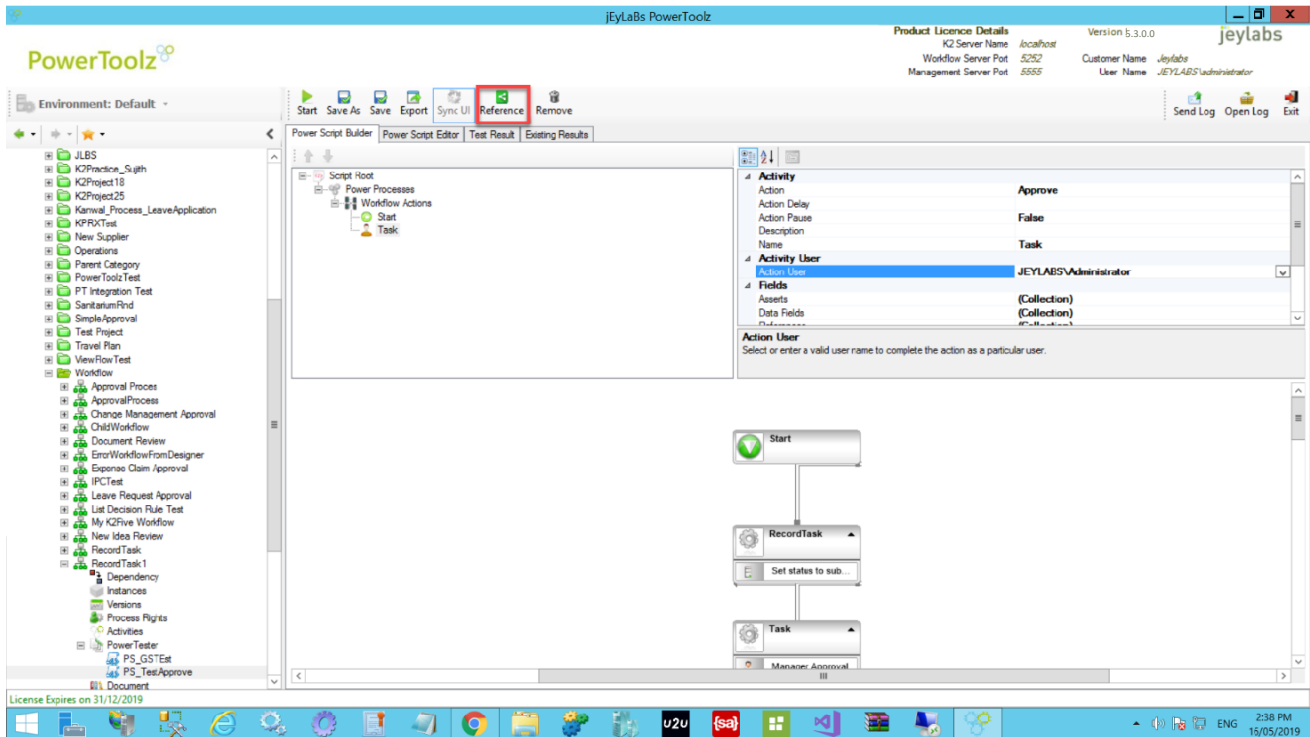 jEyLaBs PowerToolz
PowerToolz
Product Licence Details
Version 5.3.0.0
jeylabs
K2 Server Name localhost
Workflow Server Port 5252 Customer Name Jeylabs
Management Server Port 5555 User Name JEYLABS\administrator
Environment: Default
Start Save As Save Export Sync UI Reference Remove
Send Log Open Log Exit
Power Script Builder Power Script Editor Test Result Existing Results
JLBS
K2Practice_Sujith
K2Project18
K2Project25
Kanwal_Process_LeaveApplication
KPRXTest
New Supplier
Operations
Parent Category
PowerToolzTest
PT Integration Test
SanitariumRnd
SimpleApproval
Test Project
Travel Plan
ViewFlowTest
Workflow
Approval Proces
ApprovalProcess
Change Management Approval
ChildWorkflow
Document Review
ErrorWorkflowFromDesigner
Expense Claim Approval
IPCTest
Leave Request Approval
List Decision Rule Test
My K2Five Workflow
New Idea Review
RecordTask
RecordTask1
Dependency
Instances
Versions
Process Rights
Activities
PowerTester
PS_GSTEst
PS_TestApprove
Document
Script Root
Power Processes
Workflow Actions
Start
Task
Activity
Action Approve
Action Delay
Action Pause False
Description
Name Task
Activity User
Action User JEYLABS\Administrator
Fields
Asserts (Collection)
Data Fields (Collection)
Action User
Select or enter a valid user name to complete the action as a particular user.
Start
RecordTask
Set states to sub...
Task
Manager Approval
License Expires on 31/12/2019
u2u
{sa}
ENG
2:38 PM
15/05/2019